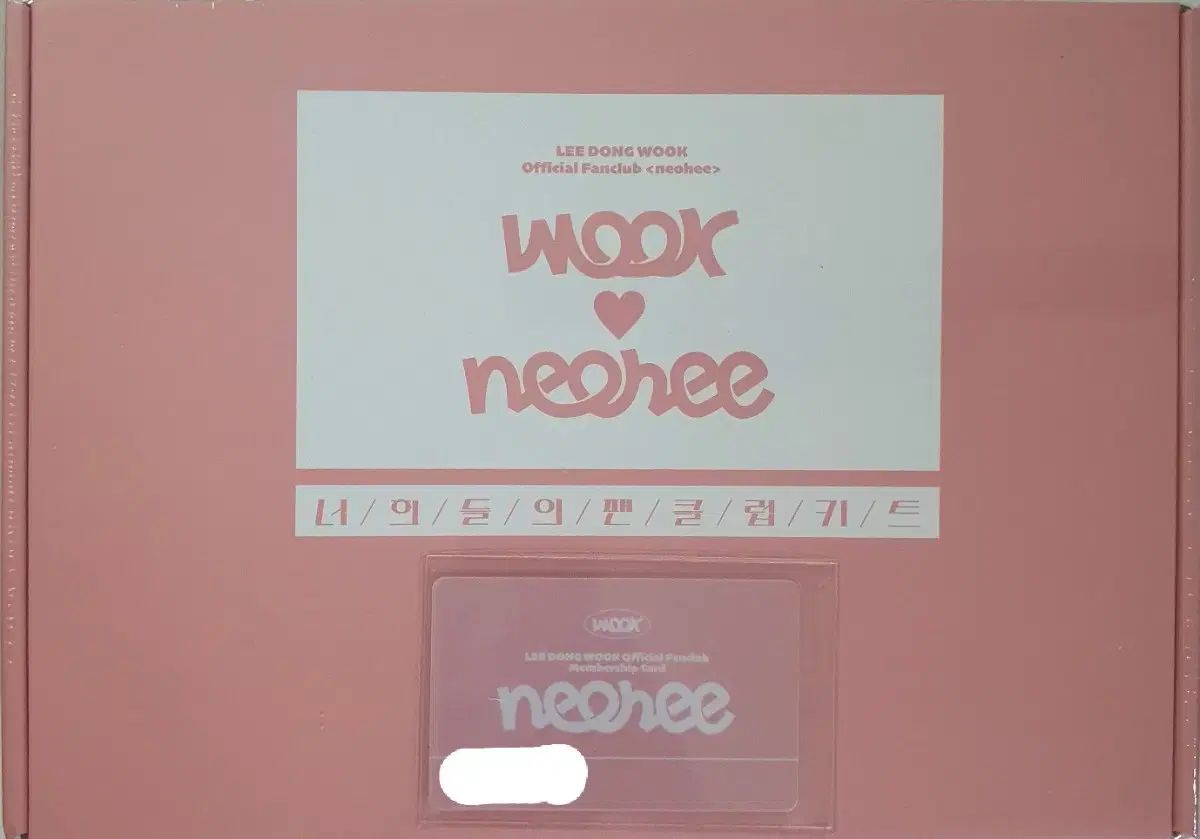 LEE DONG WOOK
Official Fanclub <neohee>
wook
♥
neohee
너/희/들/의/팬/클/럽/키/트
wook
LEE DONG WOOK Official Fanclub
Membership Card
neohee